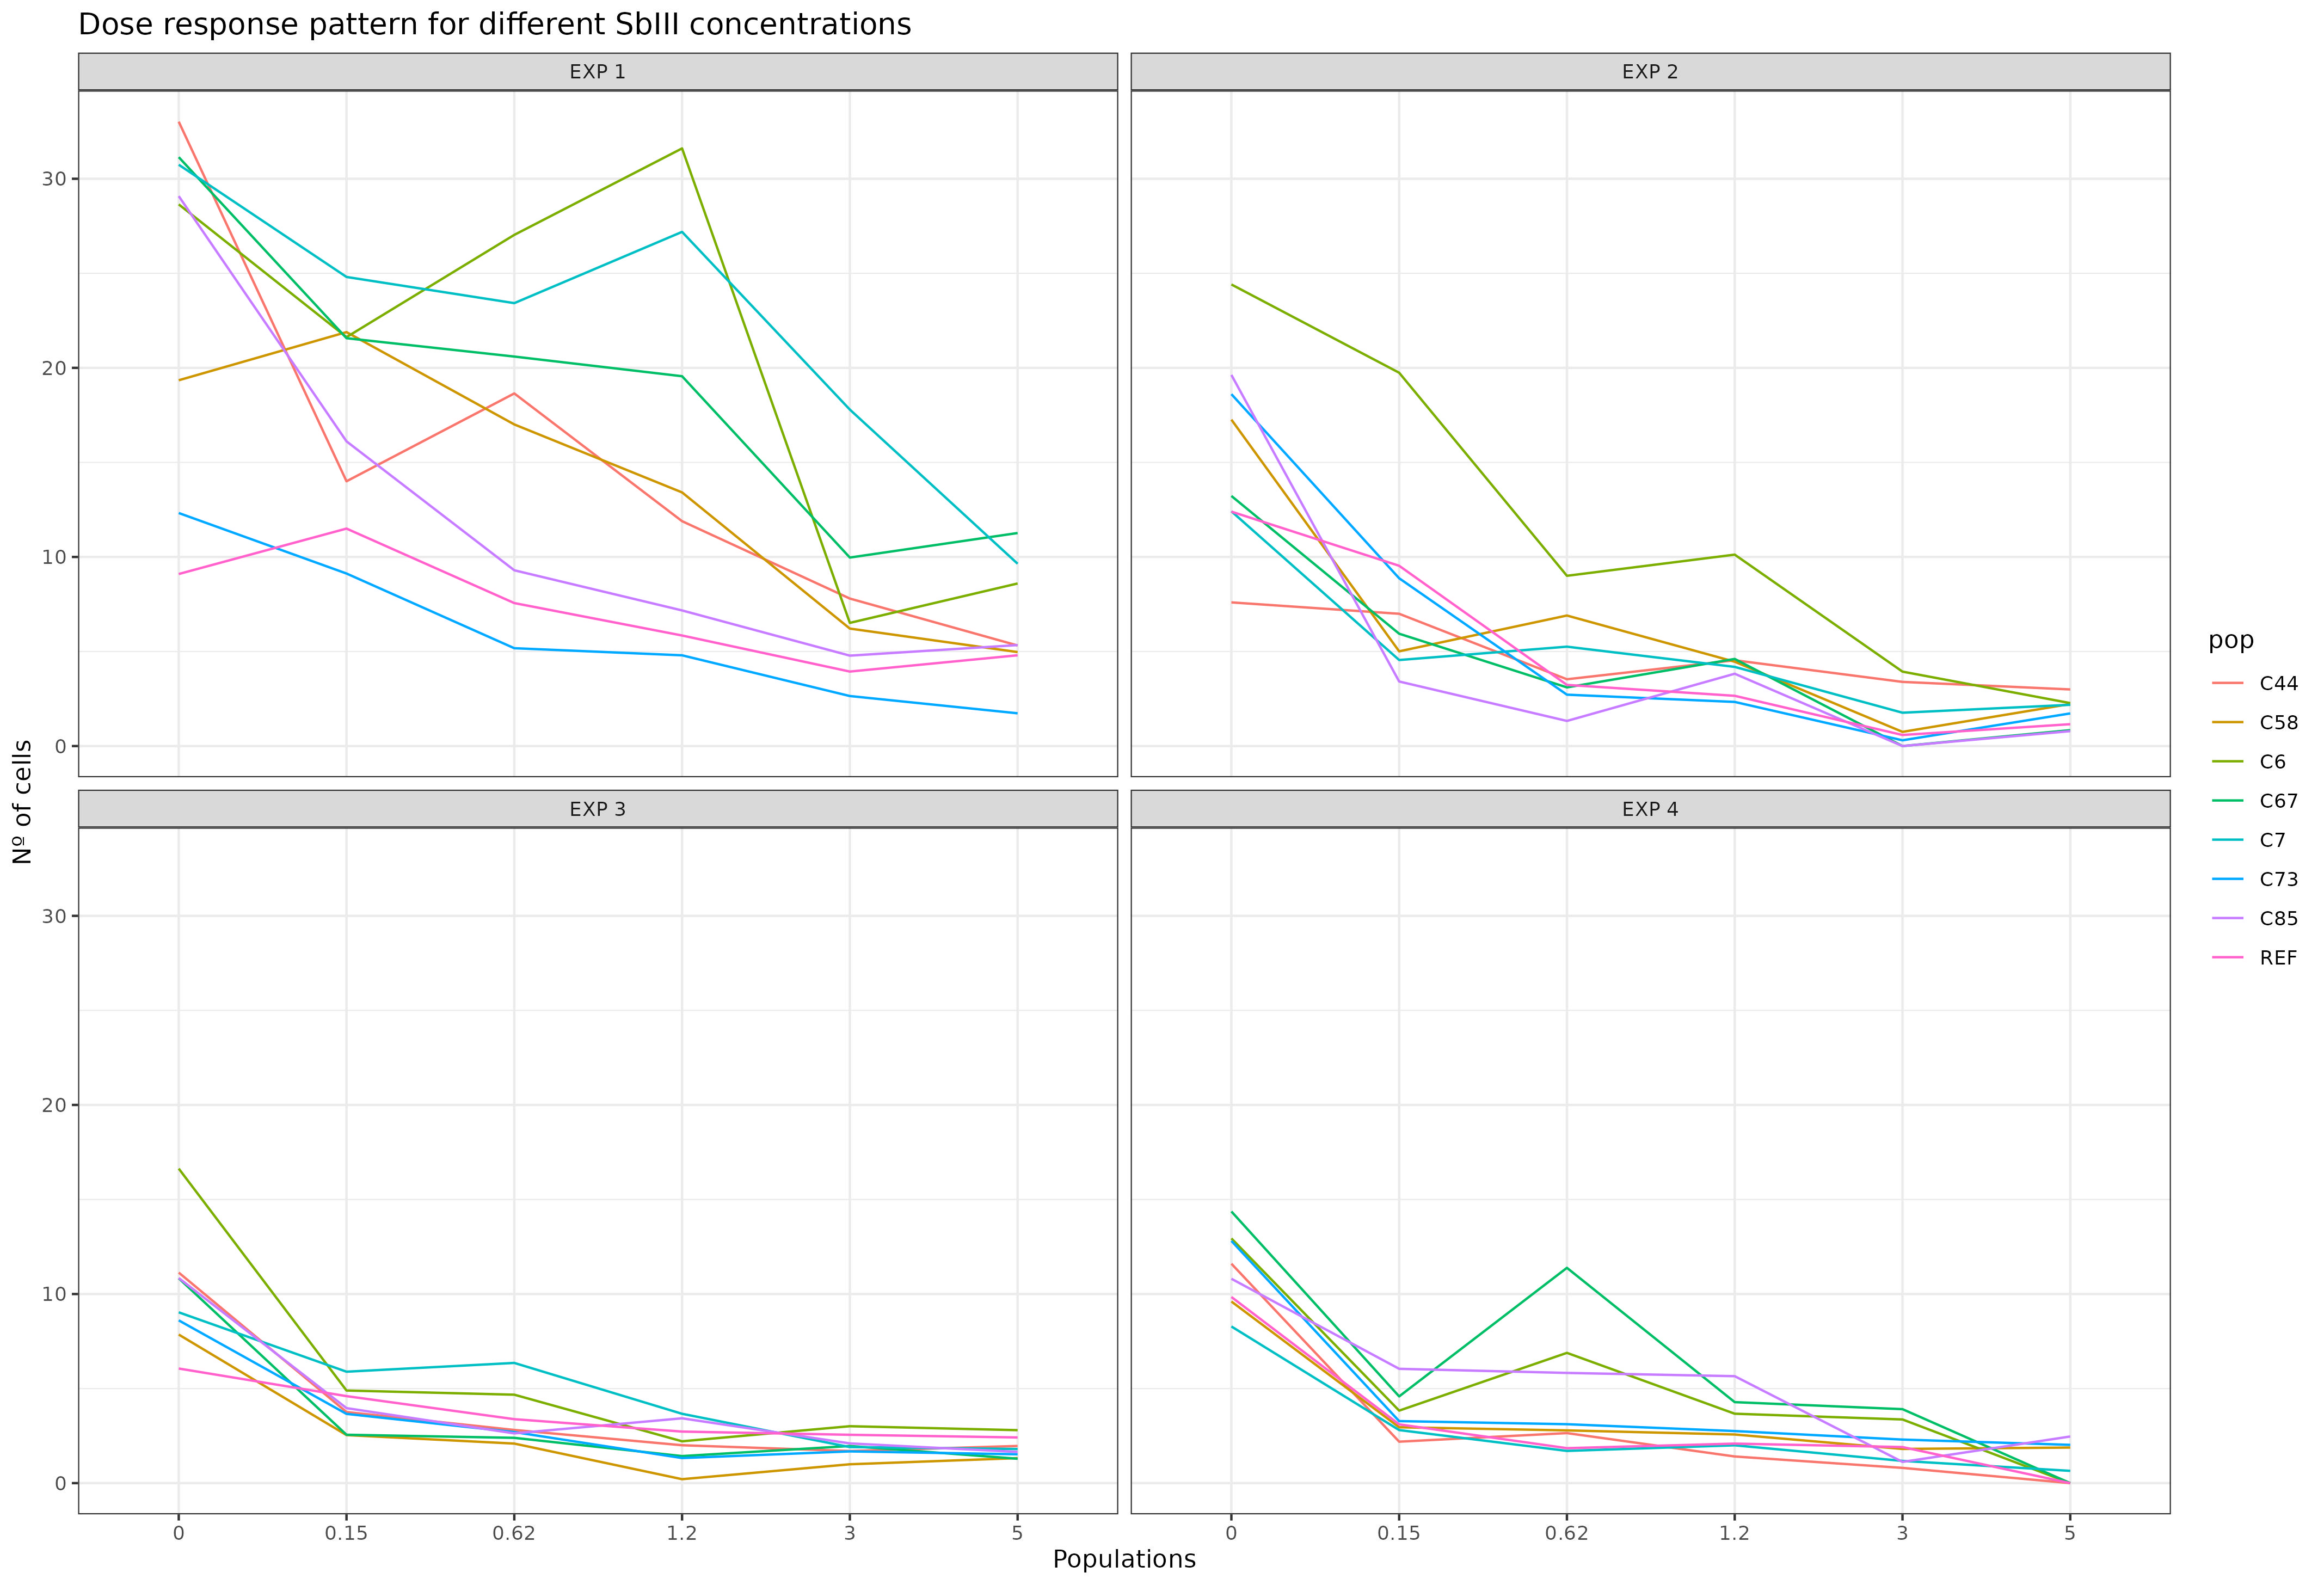 Dose response pattern for different SbIII concentrations
EXP 1
EXP 2
30
20
10
0
EXP 3
EXP 4
30
20
10
0
0 0.15 0.62 1.2 3 5
0 0.15 0.62 1.2 3 5
Populations
Nº of cells
pop
C44
C58
C6
C67
C7
C73
C85
REF